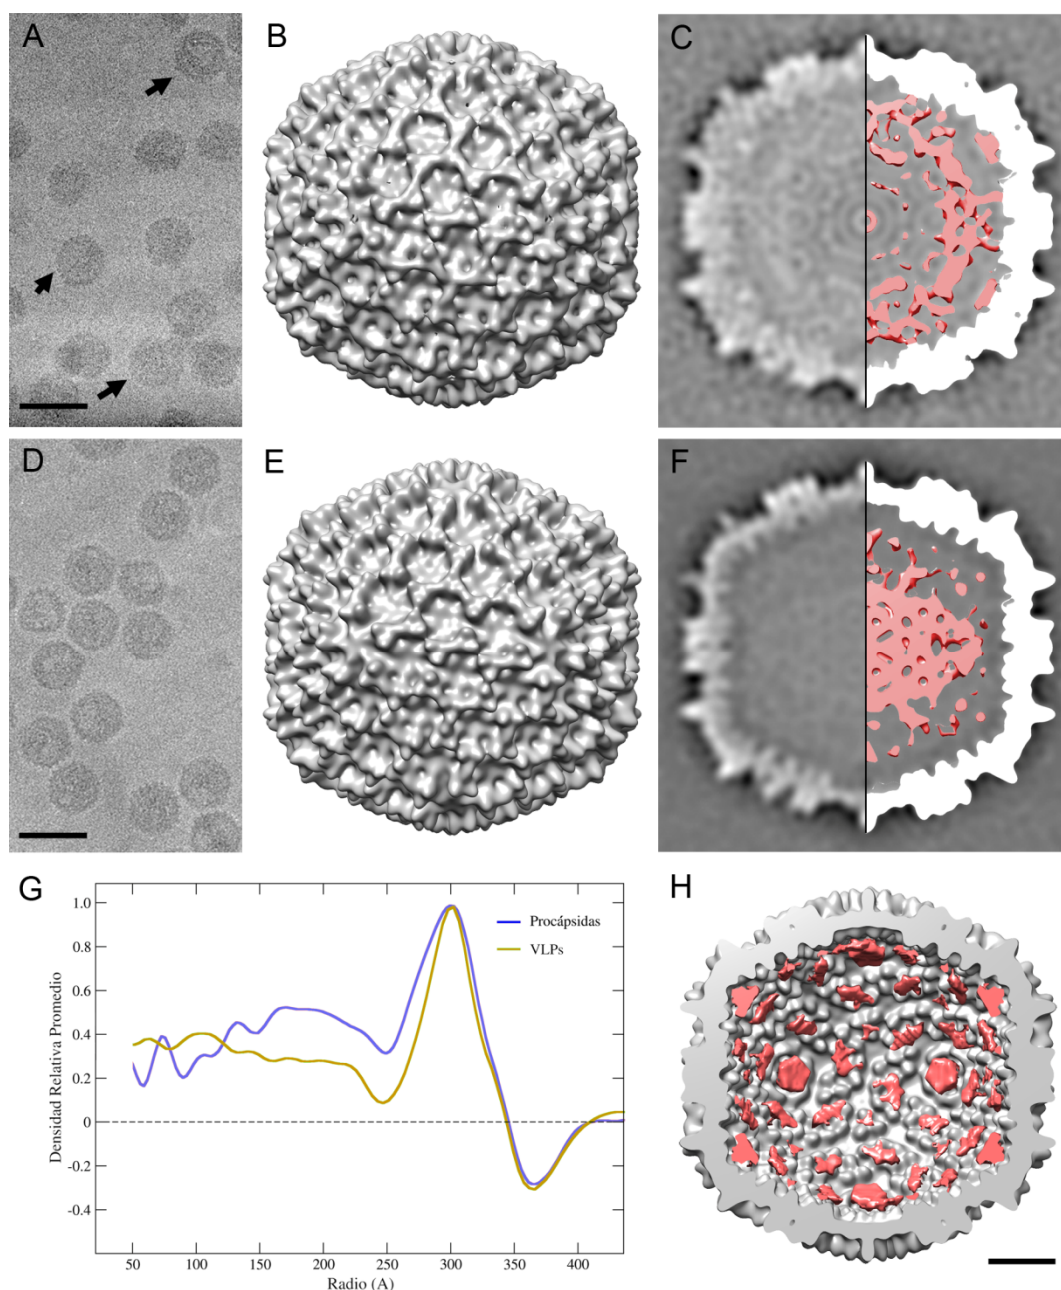 A
B
C
D
E
F
G
1.0
0.8
0.6
0.4
0.2
0
-0.2
-0.4
Densidad Relativa Promedio
Procápsidas
VLPs
50
100
150
200
250
300
350
400
Radio (A)
H